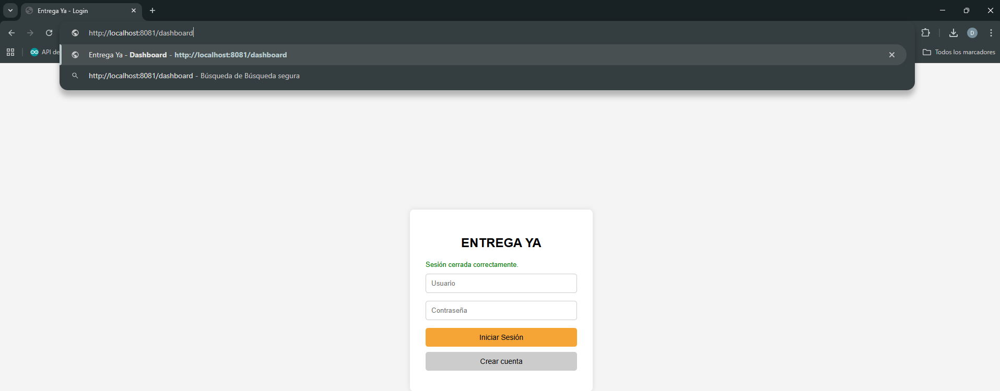 Entrega Ya - Login
http://localhost:8081/dashboard
Entrega Ya - Dashboard - http://localhost:8081/dashboard
http://localhost:8081/dashboard - Búsqueda de Búsqueda segura
D
API de
Todos los marcadores
ENTREGA YA
Sesión cerrada correctamente.
Usuario
Contraseña
Iniciar Sesión
Crear cuenta